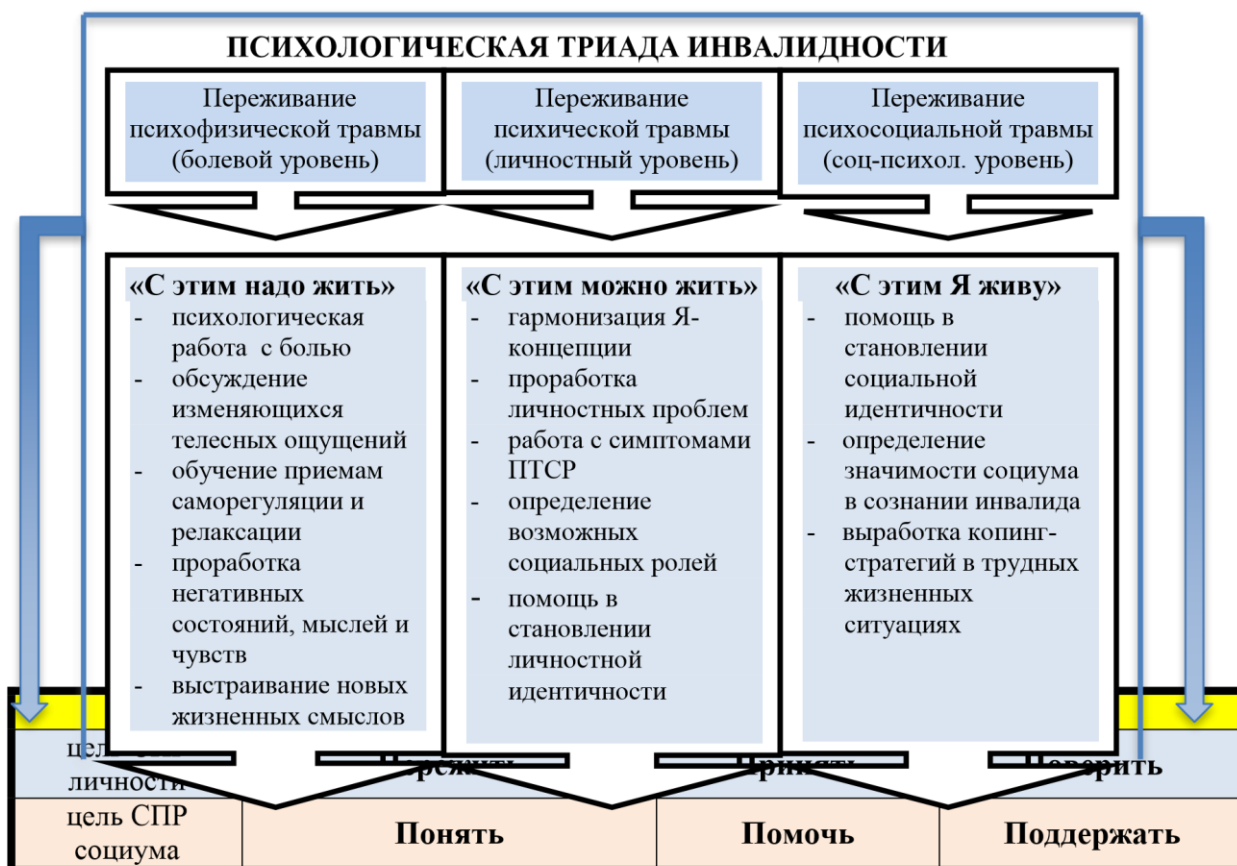 ПСИХОЛОГИЧЕСКАЯ ТРИАДА ИНВАЛИДНОСТИ
Переживание
психофизической травмы
(болевой уровень)
Переживание
психической травмы
(личностный уровень)
Переживание
психосоциальной травмы
(соц-психол. уровень)
«С этим надо жить»
- психологическая
работа с болью
- обсуждение
изменяющихся
телесных ощущений
- обучение приемам
саморегуляции и
релаксации
- проработка
негативных
состояний, мыслей и
чувств
- выстраивание новых
жизненных смыслов
«С этим можно жить»
- гармонизация Я-
концепции
- проработка
личностных проблем
- работа с симптомами
ПТСР
- определение
возможных
социальных ролей
- помощь в
становлении
личностной
идентичности
«С этим Я живу»
- помощь в
становлении
социальной
идентичности
- определение
значимости социума
в сознании инвалида
- выработка копинг-
стратегий в трудных
жизненных
ситуациях
личности
цель СПР
социума
Понять
Помочь
Поддержать